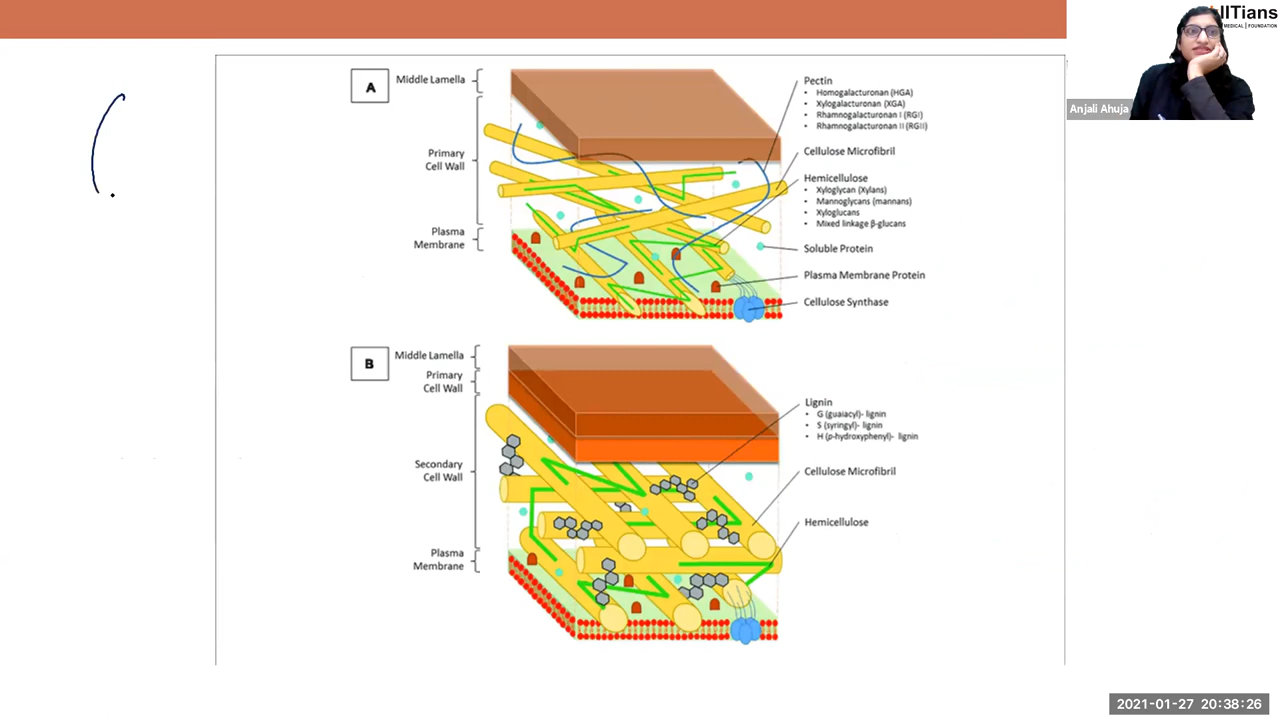 IITians
MEDICAL | FOUNDATION
Anjali Ahuja
A
Middle Lamella
Primary
Cell Wall
Plasma
Membrane
Pectin
• Homogalacturonan (HGA)
• Xylogalacturonan (XGA)
• Rhamnogalacturonan I (RGI)
• Rhamnogalacturonan II (RGII)
Cellulose Microfibril
Hemicellulose
• Xyloglycan (Xylans)
• Mannoglycans (mannans)
• Xyloglucans
• Mixed linkage β-glucans
Soluble Protein
Plasma Membrane Protein
Cellulose Synthase
B
Middle Lamella
Primary
Cell Wall
Secondary
Cell Wall
Plasma
Membrane
Lignin
• G (guaiacyl)- lignin
• S (syringyl)- lignin
• H (p-hydroxyphenyl)- lignin
Cellulose Microfibril
Hemicellulose
2021-01-27 20:38:26